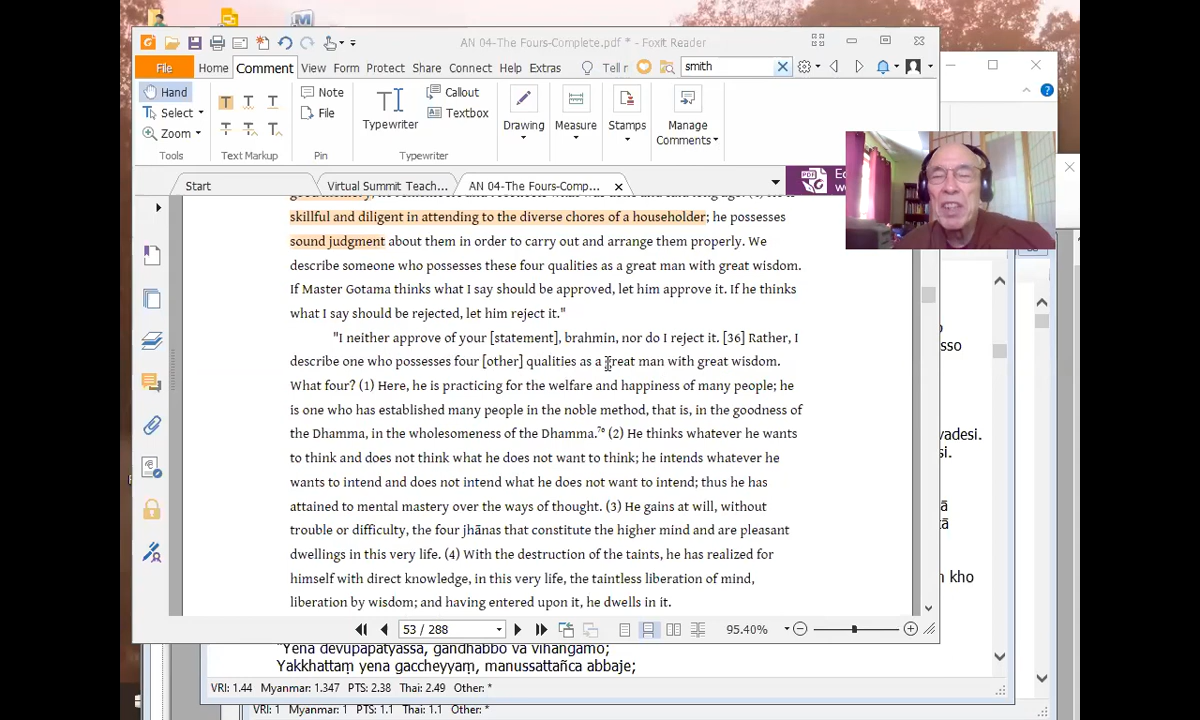 AN 04-The Fours-Complete.pdf * - Foxit Reader
File Home Comment View Form Protect Share Connect Help Extras Tell r smith
Hand
Select
Zoom
Tools
T T T
T T T
Text Markup
Note
File
Pin
Typewriter
Callout
Textbox
Typewriter
Drawing
Measure
Stamps
Manage
Comments
PDF
Start Virtual Summit Teach... AN 04-The Fours-Comp...
skillful and diligent in attending to the diverse chores of a householder; he possesses
sound judgment about them in order to carry out and arrange them properly. We
describe someone who possesses these four qualities as a great man with great wisdom.
If Master Gotama thinks what I say should be approved, let him approve it. If he thinks
what I say should be rejected, let him reject it."
"I neither approve of your [statement], brahmin, nor do I reject it. [36] Rather, I
describe one who possesses four [other] qualities as a great man with great wisdom.
What four? (1) Here, he is practicing for the welfare and happiness of many people; he
is one who has established many people in the noble method, that is, in the goodness of
the Dhamma, in the wholesomeness of the Dhamma.⁷⁶ (2) He thinks whatever he wants
to think and does not think what he does not want to think; he intends whatever he
wants to intend and does not intend what he does not want to intend; thus he has
attained to mental mastery over the ways of thought. (3) He gains at will, without
trouble or difficulty, the four jhānas that constitute the higher mind and are pleasant
dwellings in this very life. (4) With the destruction of the taints, he has realized for
himself with direct knowledge, in this very life, the taintless liberation of mind,
liberation by wisdom; and having entered upon it, he dwells in it.
53 / 288
95.40%
sso
vadesi.
si.
ā
tā
n kho
"Yena devūpapatyassa, gandhabbo vā vihaṅgamo;
Yakkhattaṃ yena gaccheyyaṃ, manussattañca abbaje;
VRI: 1.44 Myanmar: 1.347 PTS: 2.38 Thai: 2.49 Other: *
VRI: 1 Myanmar: 1 PTS: 1.1 Thai: 1.1 Other: *